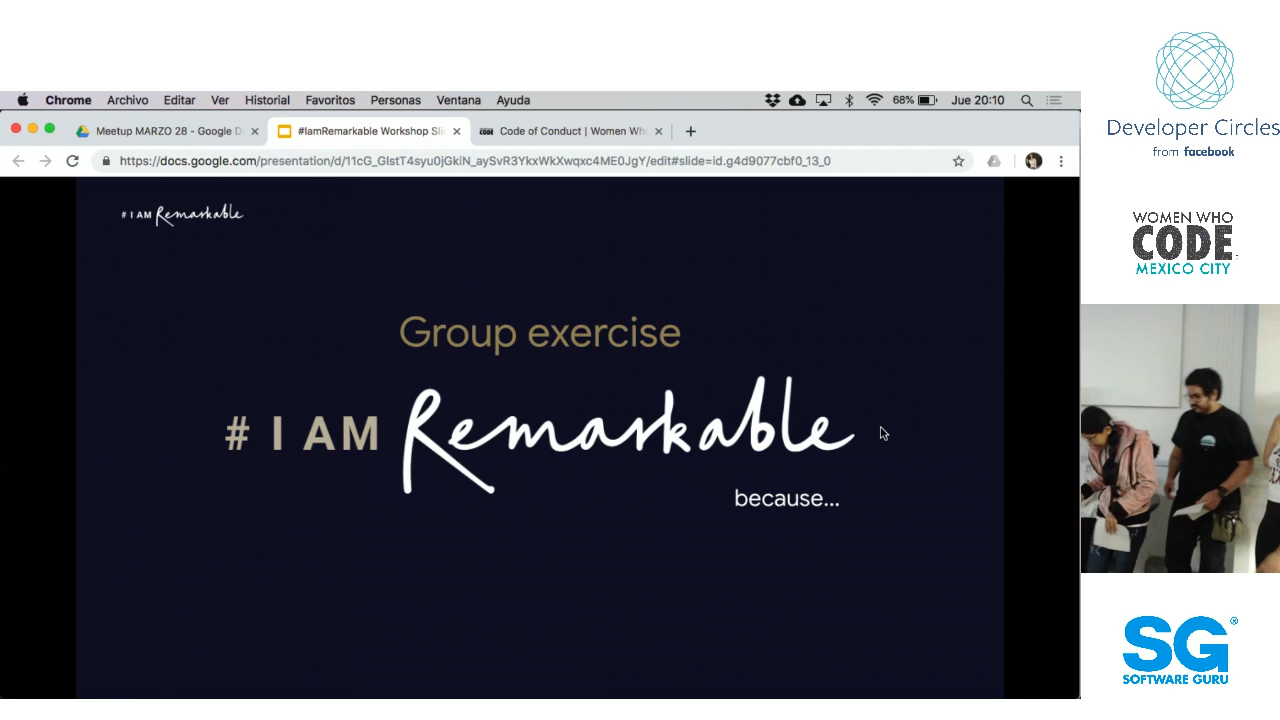 Chrome Archivo Editar Ver Historial Favoritos Personas Ventana Ayuda 68% Jue 20:10
Meetup MARZO 28 - Google D #IamRemarkable Workshop Sli Code of Conduct | Women Wh
https://docs.google.com/presentation/d/11cG_GlstT4syu0jGkiN_aySvR3YkxWkXwqxc4ME0JgY/edit#slide=id.g4d9077cbf0_13_0
#IAM Remarkable
Group exercise
# I AM Remarkable
because...
Developer Circles
from facebook
WOMEN WHO
CODE
MEXICO CITY
SG®
SOFTWARE GURU